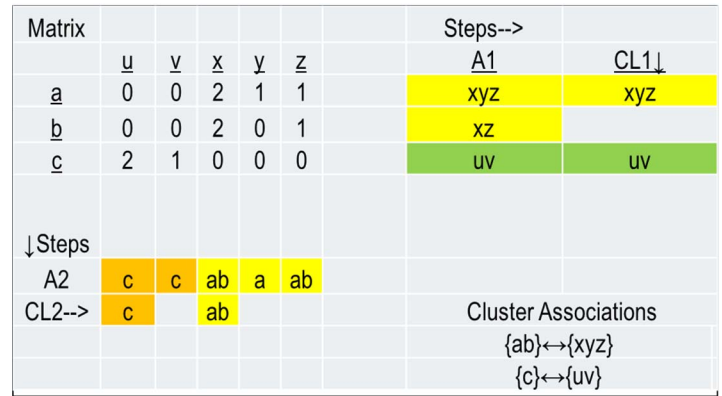 Matrix Steps-->
u v x y z A1 CL1↓
a 0 0 2 1 1 xyz xyz
b 0 0 2 0 1 xz
c 2 1 0 0 0 uv uv
↓Steps
A2 c c ab a ab
CL2--> c ab Cluster Associations
{ab}↔{xyz}
{c}↔{uv}